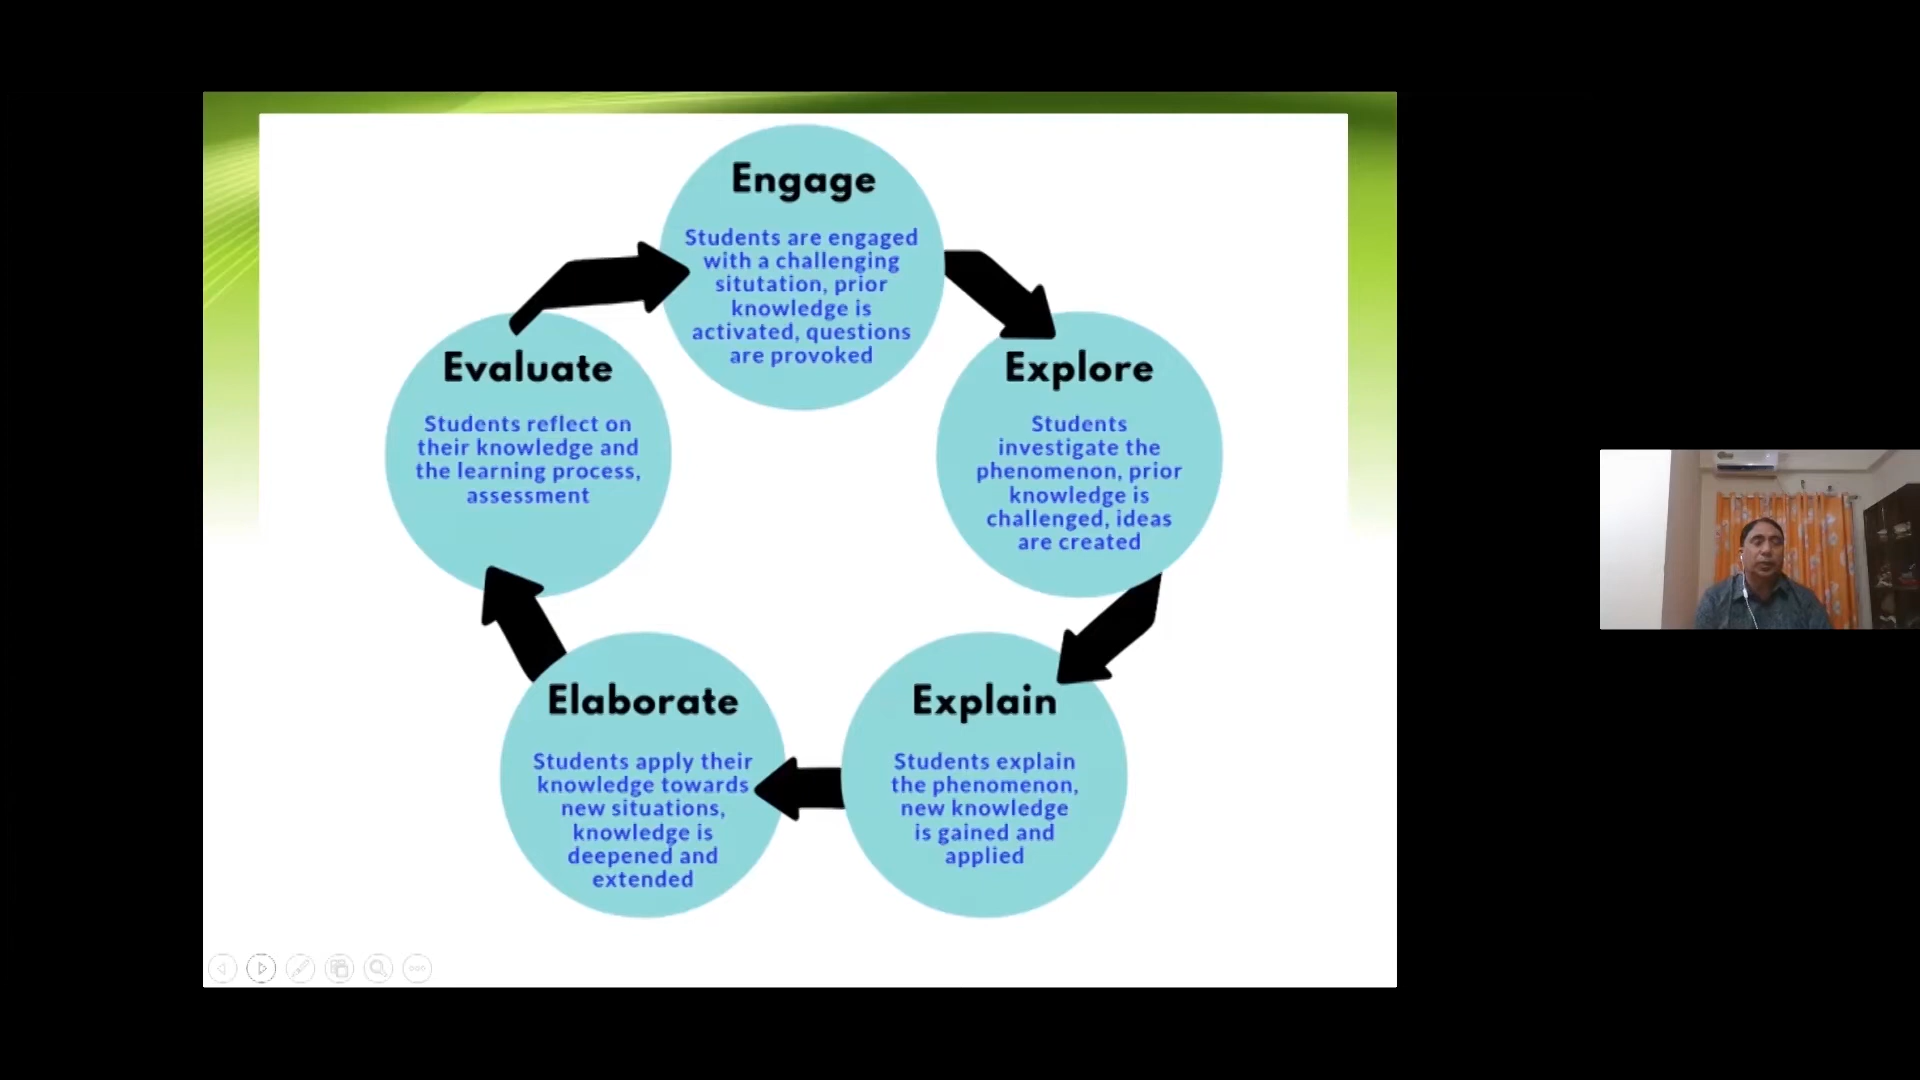 Engage
Students are engaged
with a challenging
situtation, prior
knowledge is
activated, questions
are provoked
Explore
Students
investigate the
phenomenon, prior
knowledge is
challenged, ideas
are created
Explain
Students explain
the phenomenon,
new knowledge
is gained and
applied
Elaborate
Students apply their
knowledge towards
new situations,
knowledge is
deepened and
extended
Evaluate
Students reflect on
their knowledge and
the learning process,
assessment